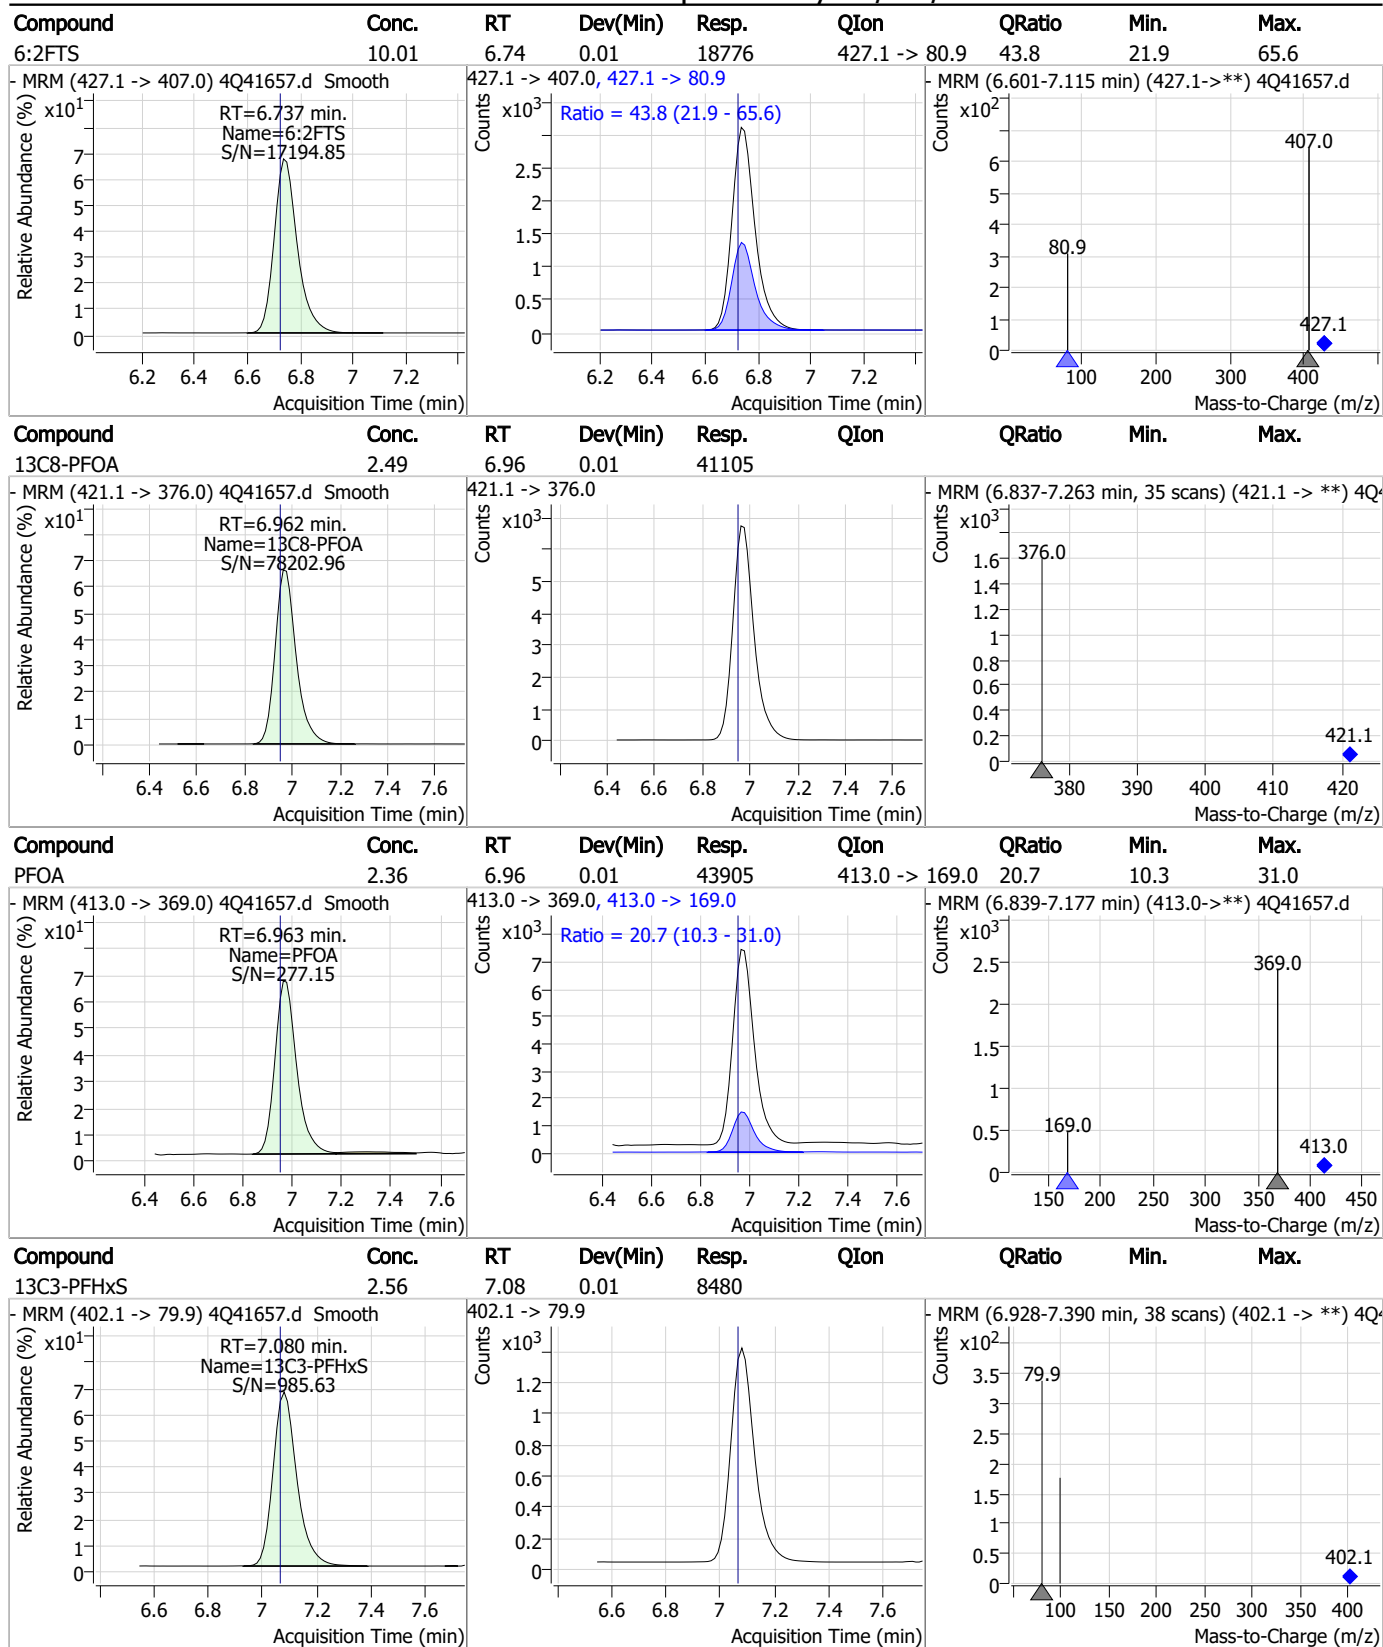 Compound Conc. RT Dev(Min) Resp. QIon QRatio Min. Max.
6:2FTS 10.01 6.74 0.01 18776 427.1 -> 80.9 43.8 21.9 65.6
- MRM (427.1 -> 407.0) 4Q41657.d Smooth
Relative Abundance (%)
x10¹
RT=6.737 min.
Name=6:2FTS
S/N=17194.85
7
6
5
4
3
2
1
0
6.2 6.4 6.6 6.8 7 7.2
Acquisition Time (min)
427.1 -> 407.0, 427.1 -> 80.9
Counts
x10³
Ratio = 43.8 (21.9 - 65.6)
2.5
2
1.5
1
0.5
0
6.2 6.4 6.6 6.8 7 7.2
Acquisition Time (min)
- MRM (6.601-7.115 min) (427.1->**) 4Q41657.d
Counts
x10²
407.0
80.9
427.1
6
5
4
3
2
1
0
100 200 300 400
Mass-to-Charge (m/z)
Compound Conc. RT Dev(Min) Resp. QIon QRatio Min. Max.
13C8-PFOA 2.49 6.96 0.01 41105
- MRM (421.1 -> 376.0) 4Q41657.d Smooth
Relative Abundance (%)
x10¹
RT=6.962 min.
Name=13C8-PFOA
S/N=78202.96
7
6
5
4
3
2
1
0
6.4 6.6 6.8 7 7.2 7.4 7.6
Acquisition Time (min)
421.1 -> 376.0
Counts
x10³
5
4
3
2
1
0
6.4 6.6 6.8 7 7.2 7.4 7.6
Acquisition Time (min)
- MRM (6.837-7.263 min, 35 scans) (421.1 -> **) 4Q4
Counts
x10³
376.0
421.1
1.6
1.4
1.2
1
0.8
0.6
0.4
0.2
0
380 390 400 410 420
Mass-to-Charge (m/z)
Compound Conc. RT Dev(Min) Resp. QIon QRatio Min. Max.
PFOA 2.36 6.96 0.01 43905 413.0 -> 169.0 20.7 10.3 31.0
- MRM (413.0 -> 369.0) 4Q41657.d Smooth
Relative Abundance (%)
x10¹
RT=6.963 min.
Name=PFOA
S/N=277.15
7
6
5
4
3
2
1
0
6.4 6.6 6.8 7 7.2 7.4 7.6
Acquisition Time (min)
413.0 -> 369.0, 413.0 -> 169.0
Counts
x10³
Ratio = 20.7 (10.3 - 31.0)
7
6
5
4
3
2
1
0
6.4 6.6 6.8 7 7.2 7.4 7.6
Acquisition Time (min)
- MRM (6.839-7.177 min) (413.0->**) 4Q41657.d
Counts
x10³
369.0
169.0
413.0
2.5
2
1.5
1
0.5
0
150 200 250 300 350 400 450
Mass-to-Charge (m/z)
Compound Conc. RT Dev(Min) Resp. QIon QRatio Min. Max.
13C3-PFHxS 2.56 7.08 0.01 8480
- MRM (402.1 -> 79.9) 4Q41657.d Smooth
Relative Abundance (%)
x10¹
RT=7.080 min.
Name=13C3-PFHxS
S/N=985.63
7
6
5
4
3
2
1
0
6.6 6.8 7 7.2 7.4 7.6
Acquisition Time (min)
402.1 -> 79.9
Counts
x10³
1.2
1
0.8
0.6
0.4
0.2
0
6.6 6.8 7 7.2 7.4 7.6
Acquisition Time (min)
- MRM (6.928-7.390 min, 38 scans) (402.1 -> **) 4Q4
Counts
x10²
79.9
402.1
3.5
3
2.5
2
1.5
1
0.5
0
100 150 200 250 300 350 400
Mass-to-Charge (m/z)